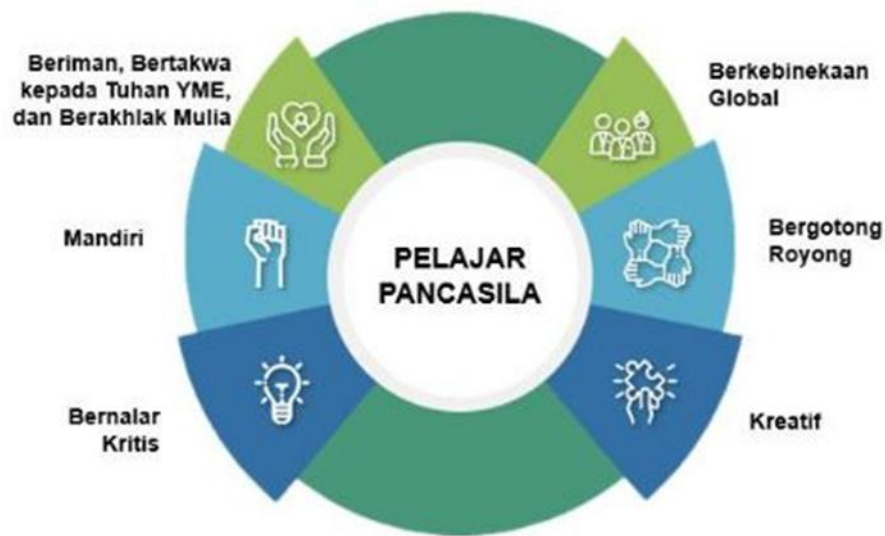 Beriman, Bertakwa
kepada Tuhan YME,
dan Berakhlak Mulia
Berkebinekaan
Global
Mandiri
Bergotong
Royong
PELAJAR
PANCASILA
Bernalar
Kritis
Kreatif